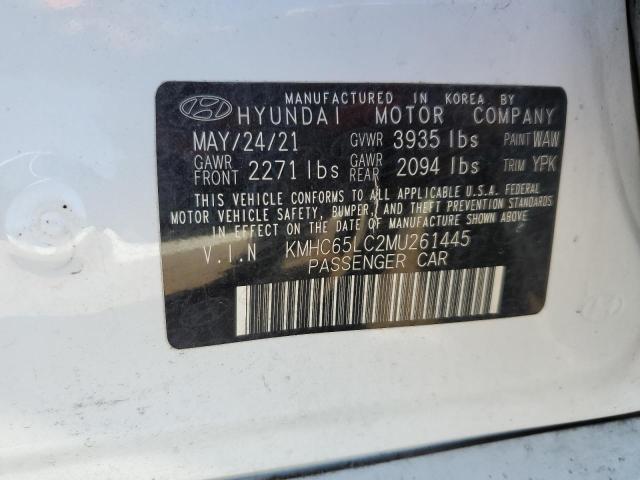 MANUFACTURED IN KOREA BY
HYUNDAI MOTOR COMPANY
MAY/24/21 GVWR 3935 lbs PAINT WAW
GAWR FRONT 2271 lbs GAWR REAR 2094 lbs TRIM YPK
THIS VEHICLE CONFORMS TO ALL APPLICABLE U.S.A. FEDERAL
MOTOR VEHICLE SAFETY, BUMPER, AND THEFT PREVENTION STANDARDS
IN EFFECT ON THE DATE OF MANUFACTURE SHOWN ABOVE.
V.I.N KMHC65LC2MU261445
PASSENGER CAR